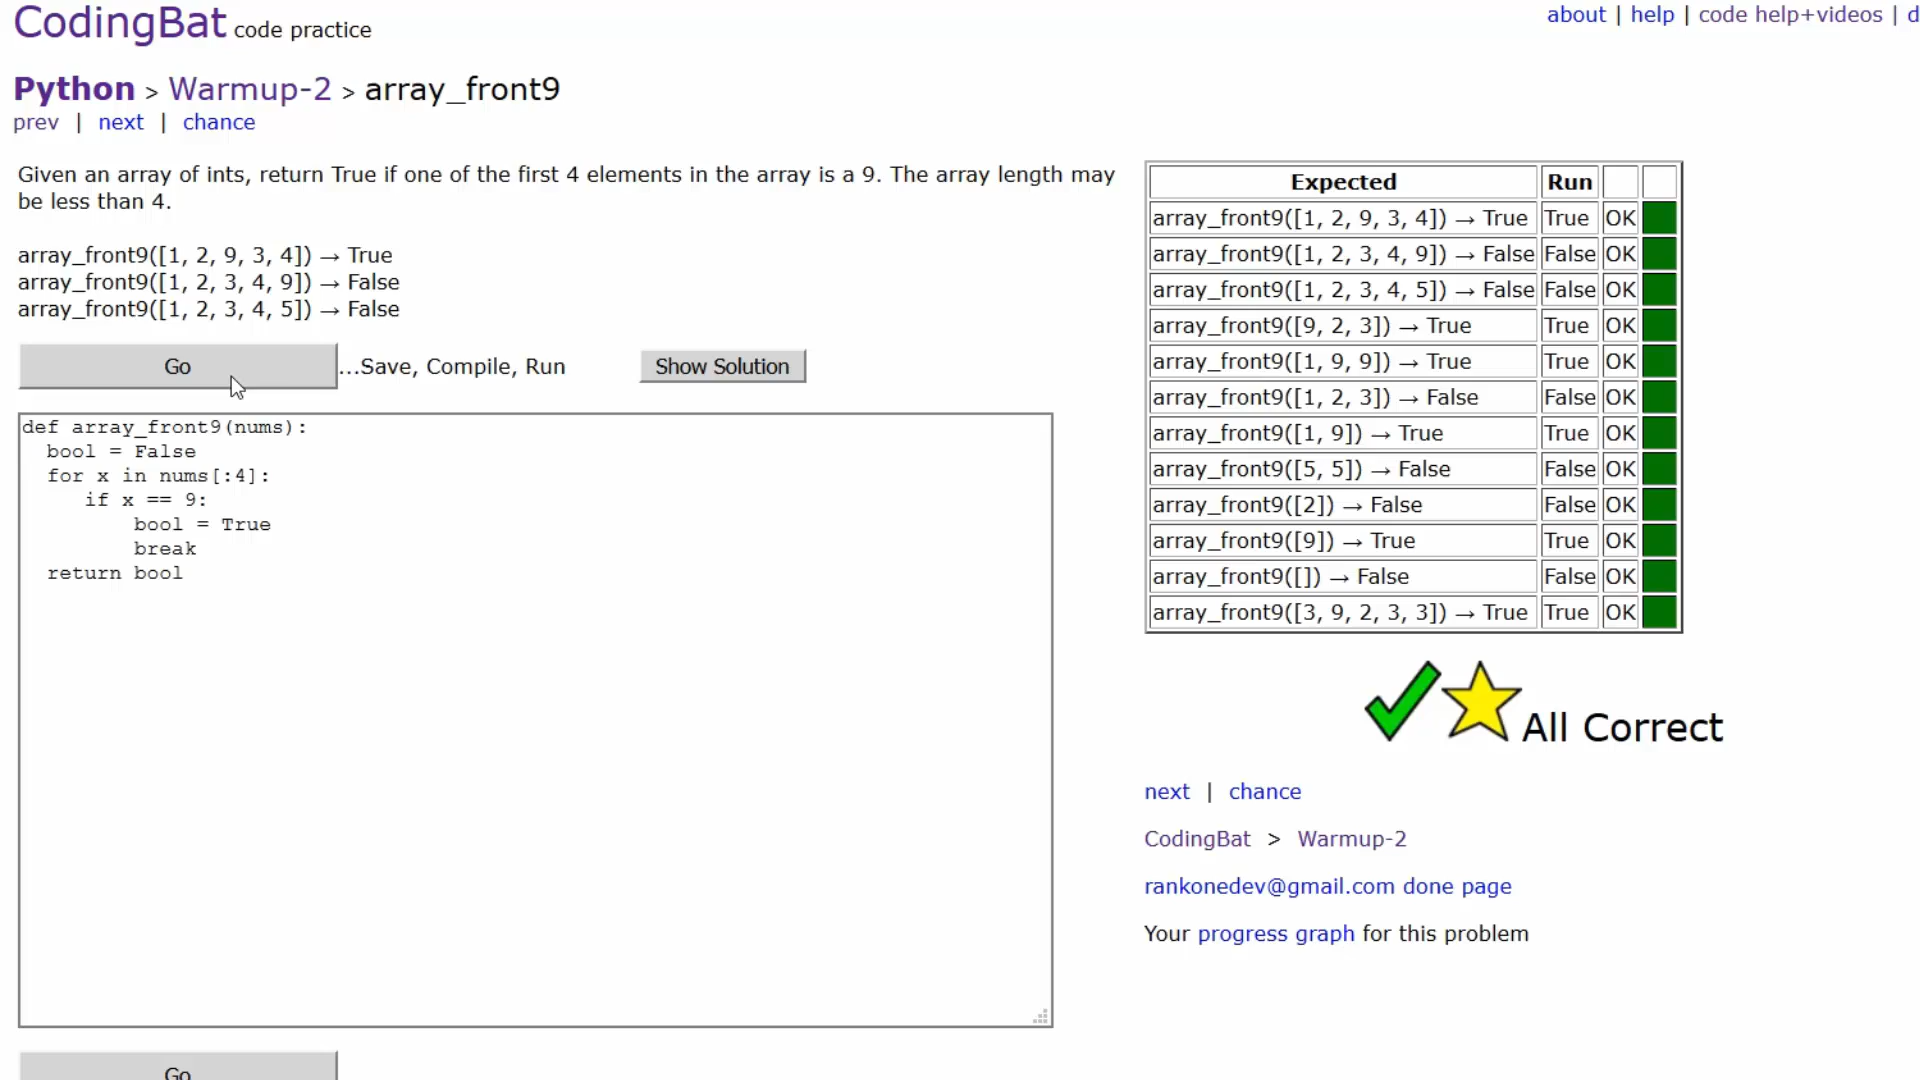 CodingBat code practice
about | help | code help+videos | d
Python > Warmup-2 > array_front9
prev | next | chance
Given an array of ints, return True if one of the first 4 elements in the array is a 9. The array length may
be less than 4.
array_front9([1, 2, 9, 3, 4]) → True
array_front9([1, 2, 3, 4, 9]) → False
array_front9([1, 2, 3, 4, 5]) → False
Go ...Save, Compile, Run Show Solution
def array_front9(nums):
  bool = False
  for x in nums[:4]:
     if x == 9:
         bool = True
         break
  return bool
Go
Expected Run
array_front9([1, 2, 9, 3, 4]) → True True OK
array_front9([1, 2, 3, 4, 9]) → False False OK
array_front9([1, 2, 3, 4, 5]) → False False OK
array_front9([9, 2, 3]) → True True OK
array_front9([1, 9, 9]) → True True OK
array_front9([1, 2, 3]) → False False OK
array_front9([1, 9]) → True True OK
array_front9([5, 5]) → False False OK
array_front9([2]) → False False OK
array_front9([9]) → True True OK
array_front9([]) → False False OK
array_front9([3, 9, 2, 3, 3]) → True True OK
All Correct
next | chance
CodingBat > Warmup-2
rankonedev@gmail.com done page
Your progress graph for this problem